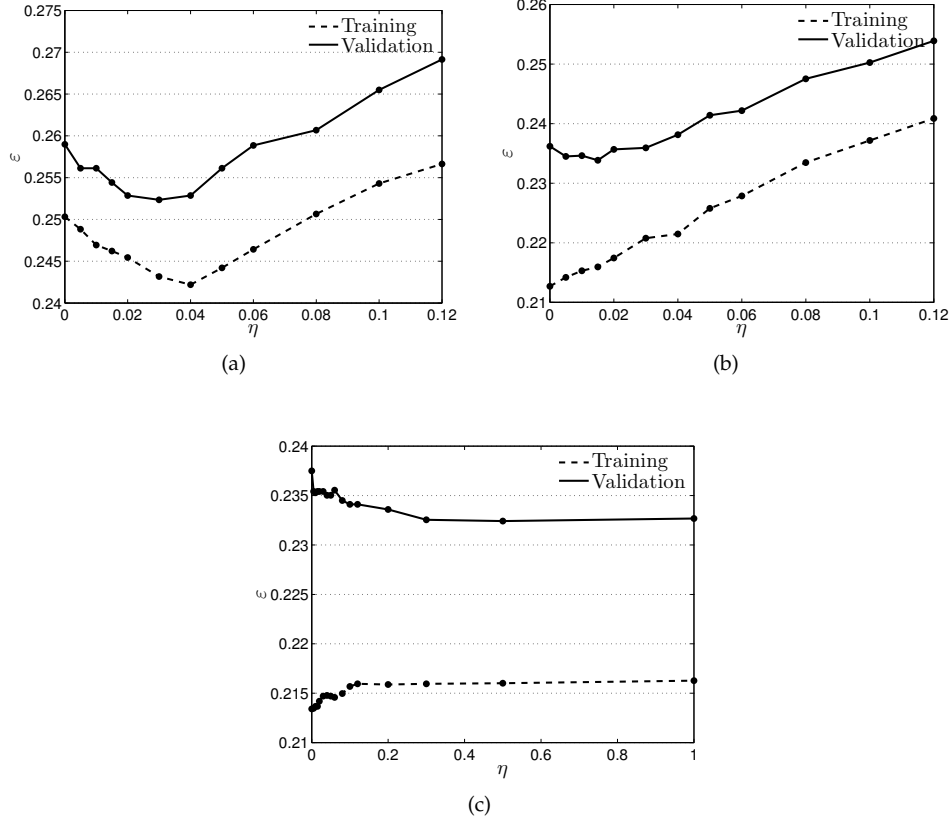 0.275
0.27
0.265
0.26
0.255
0.25
0.245
0.24
ε
Training
Validation
0 0.02 0.04 0.06 0.08 0.1 0.12
η
(a)
0.26
0.25
0.24
0.23
0.22
0.21
ε
Training
Validation
0 0.02 0.04 0.06 0.08 0.1 0.12
η
(b)
0.24
0.235
0.23
0.225
0.22
0.215
0.21
ε
Training
Validation
0 0.2 0.4 0.6 0.8 1
η
(c)